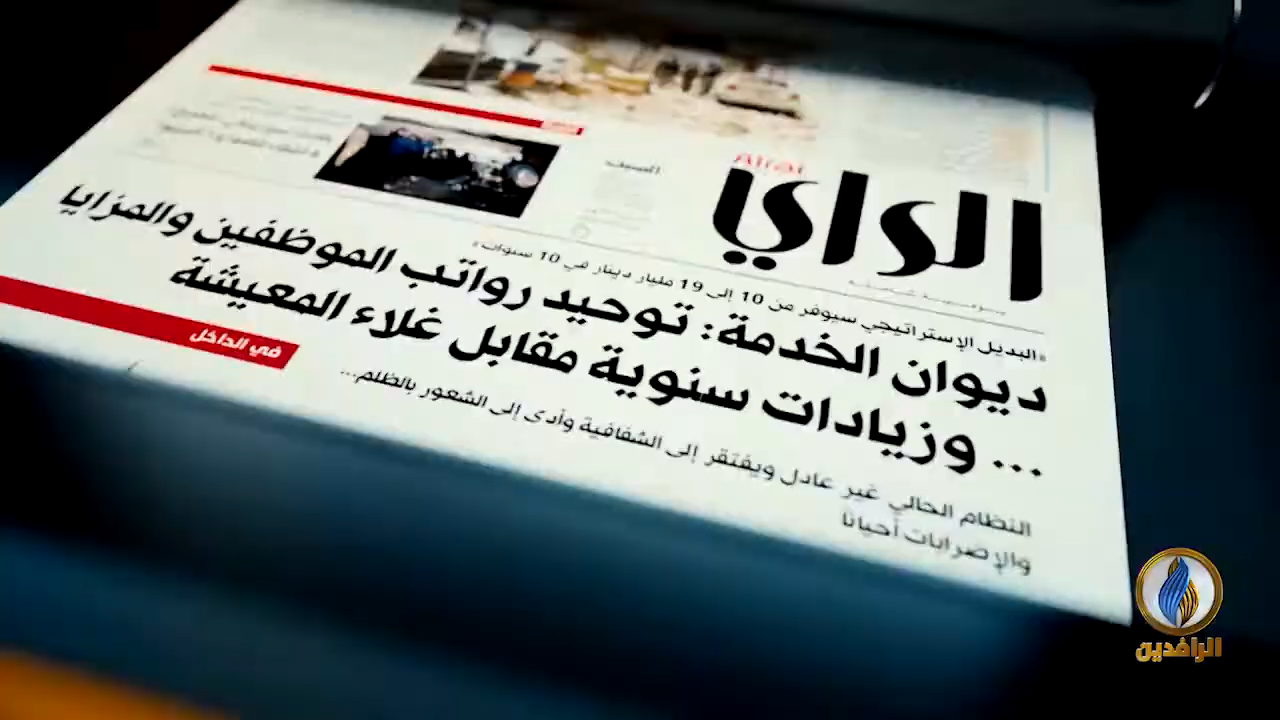 Alrai
الراي
السبت
«البديل الإستراتيجي سيوفر من 10 إلى 19 مليار دينار في 10 سنوات»
ديوان الخدمة: توحيد رواتب الموظفين والمزايا
... وزيادات سنوية مقابل غلاء المعيشة
في الداخل
النظام الحالي غير عادل ويفتقر إلى الشفافية وأدى إلى الشعور بالظلم...
والإضرابات أحيانا
الرافدين